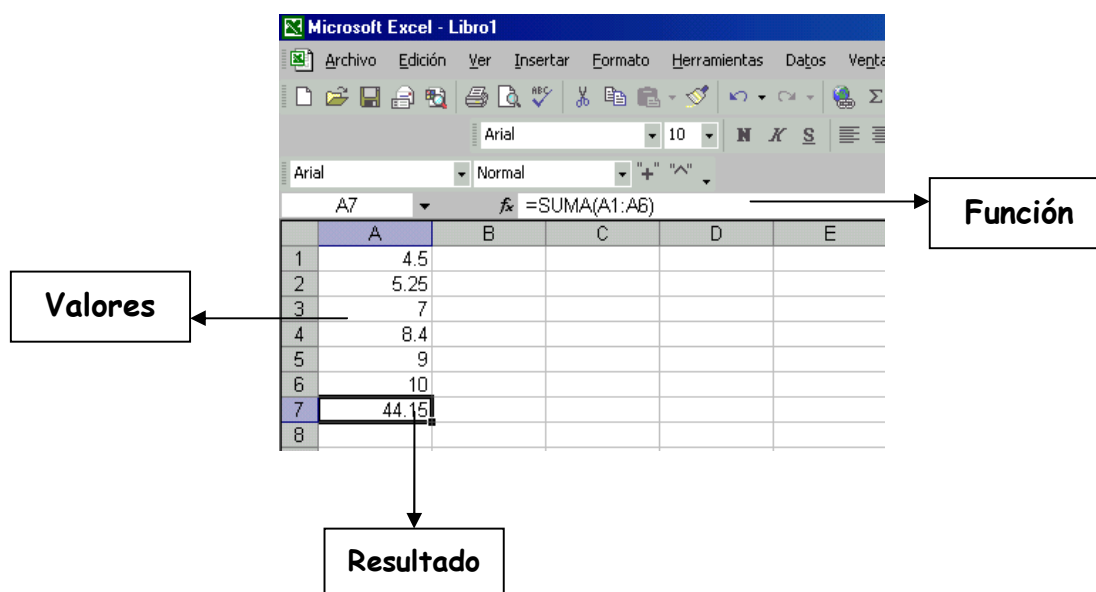 Microsoft Excel - Libro1
Archivo Edición Ver Insertar Formato Herramientas Datos
ABC Σ
Arial 10 N K S
Arial Normal "+" "^"
A7 fx =SUMA(A1:A6)
Función
A B C D E
1 4.5
2 5.25
Valores
3 7
4 8.4
5 9
6 10
7 44.15
8
Resultado